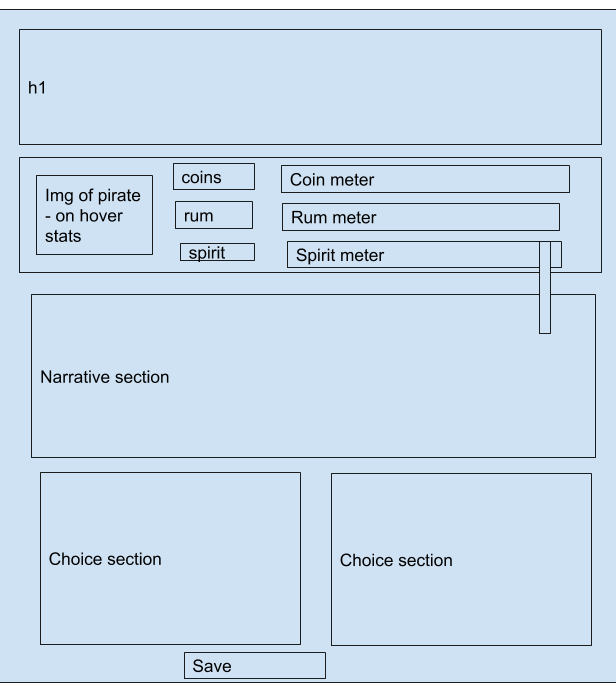 h1
coins
Coin meter
Img of pirate
- on hover
stats
rum
Rum meter
spirit
Spirit meter
Narrative section
Choice section
Choice section
Save